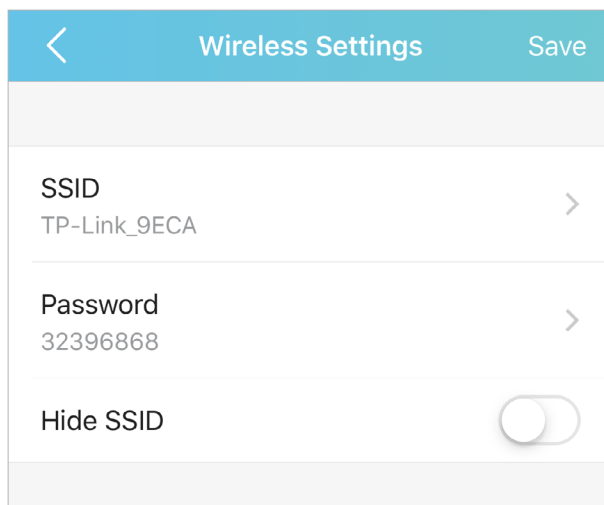 Wireless Settings Save
SSID
TP-Link_9ECA
Password
32396868
Hide SSID